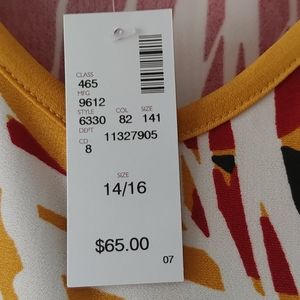 CLASS
465
MFG
9612
STYLE COL SIZE
6330 82 141
DEPT
CD 11327905
8
SIZE
14/16
$65.00
07